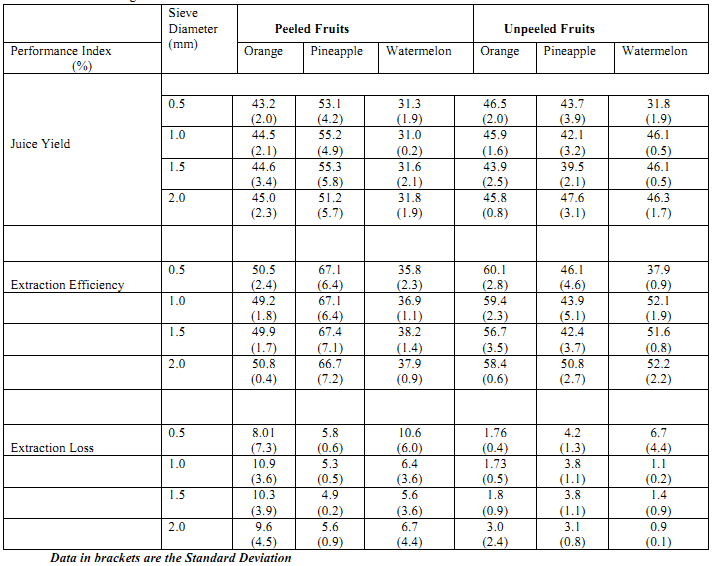 Sieve
Diameter
(mm)
Peeled Fruits
Unpeeled Fruits
Performance Index
(%)
Orange Pineapple Watermelon Orange Pineapple Watermelon
Juice Yield
0.5 43.2 53.1 31.3 46.5 43.7 31.8
(2.0) (4.2) (1.9) (2.0) (3.9) (1.9)
1.0 44.5 55.2 31.0 45.9 42.1 46.1
(2.1) (4.9) (0.2) (1.6) (3.2) (0.5)
1.5 44.6 55.3 31.6 43.9 39.5 46.1
(3.4) (5.8) (2.1) (2.5) (2.1) (0.5)
2.0 45.0 51.2 31.8 45.8 47.6 46.3
(2.3) (5.7) (1.9) (0.8) (3.1) (1.7)
Extraction Efficiency
0.5 50.5 67.1 35.8 60.1 46.1 37.9
(2.4) (6.4) (2.3) (2.8) (4.6) (0.9)
1.0 49.2 67.1 36.9 59.4 43.9 52.1
(1.8) (6.4) (1.1) (2.3) (5.1) (1.9)
1.5 49.9 67.4 38.2 56.7 42.4 51.6
(1.7) (7.1) (1.4) (3.5) (3.7) (0.8)
2.0 50.8 66.7 37.9 58.4 50.8 52.2
(0.4) (7.2) (0.9) (0.6) (2.7) (2.2)
Extraction Loss
0.5 8.01 5.8 10.6 1.76 4.2 6.7
(7.3) (0.6) (6.0) (0.4) (1.3) (4.4)
1.0 10.9 5.3 6.4 1.73 3.8 1.1
(3.6) (0.5) (3.6) (0.5) (1.1) (0.2)
1.5 10.3 4.9 5.6 1.8 3.8 1.4
(3.9) (0.2) (3.6) (0.9) (1.1) (0.9)
2.0 9.6 5.6 6.7 3.0 3.1 0.9
(4.5) (0.9) (4.4) (2.4) (0.8) (0.1)
Data in brackets are the Standard Deviation